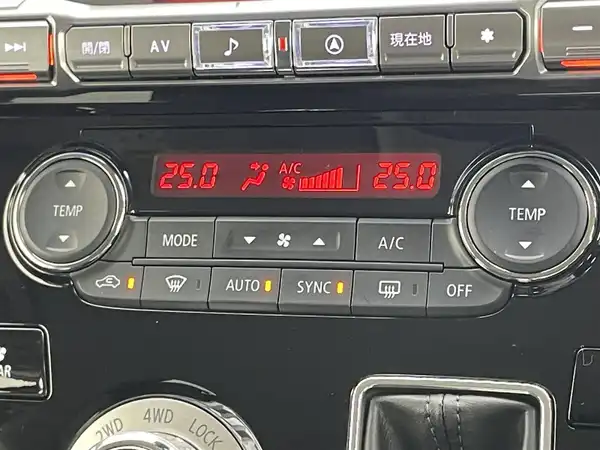 開/閉 AV 現在地
25.0 A/C 25.0
TEMP TEMP
MODE A/C
AUTO SYNC OFF
AR
2WD 4WD LOCK